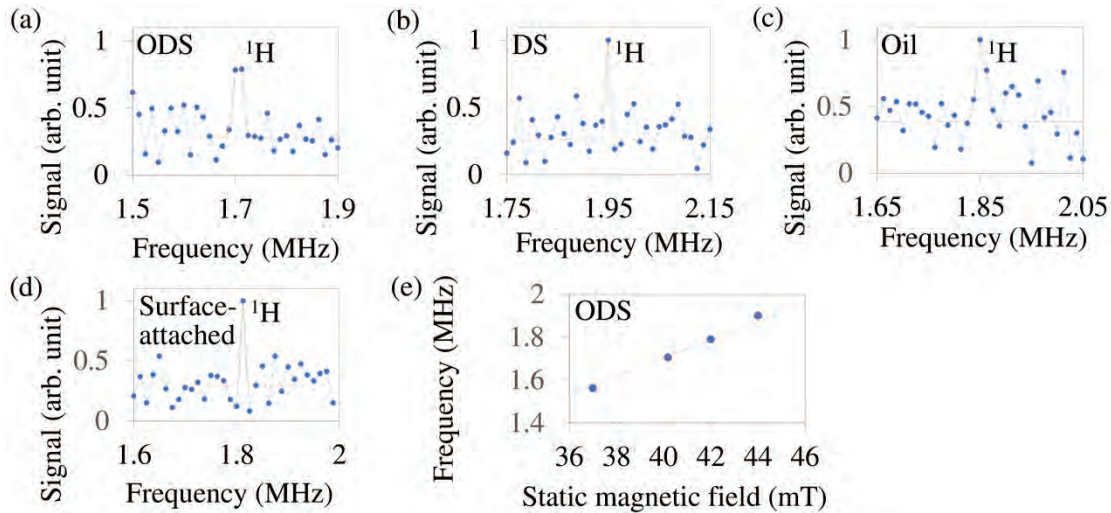 (a)
ODS
¹H
Signal (arb. unit)
1
0.5
0
1.5
1.7
1.9
Frequency (MHz)
(b)
DS
¹H
Signal (arb. unit)
1
0.5
0
1.75
1.95
2.15
Frequency (MHz)
(c)
Oil
¹H
Signal (arb. unit)
1
0.5
0
1.65
1.85
2.05
Frequency (MHz)
(d)
Surface-
attached
¹H
Signal (arb. unit)
1
0.5
0
1.6
1.8
2
Frequency (MHz)
(e)
ODS
Frequency (MHz)
2
1.8
1.6
1.4
36
38
40
42
44
46
Static magnetic field (mT)